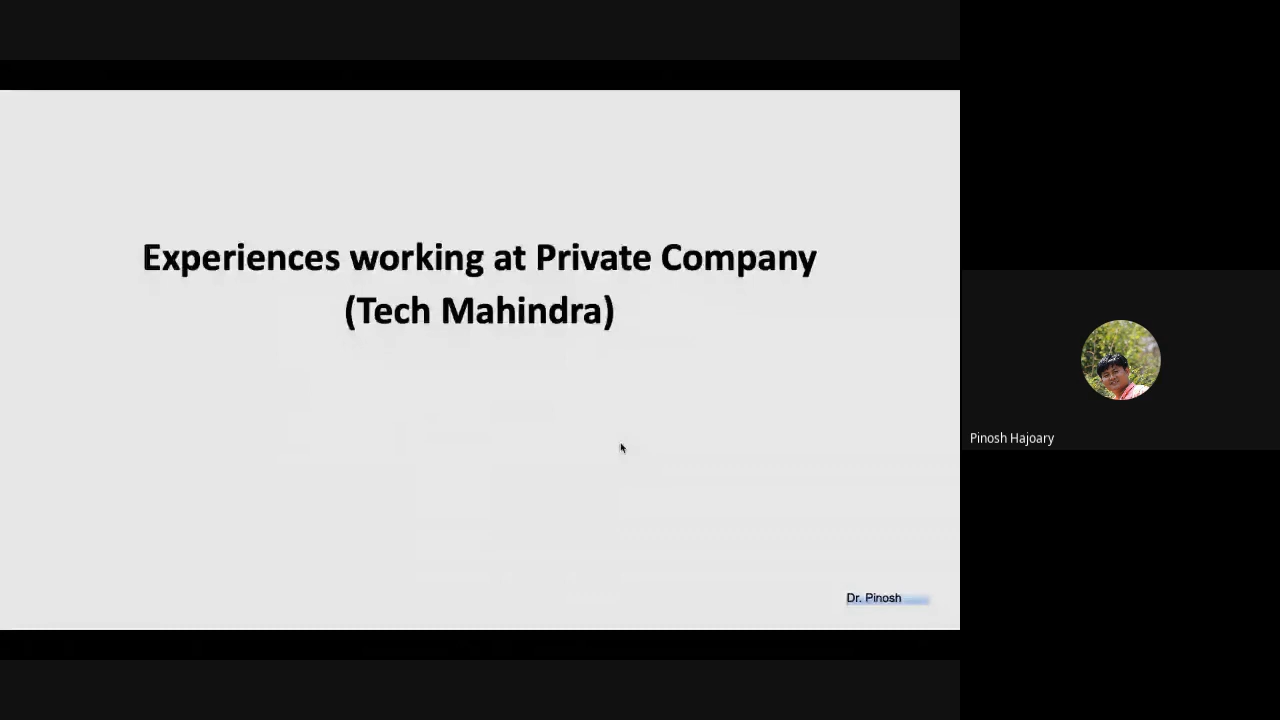 Experiences working at Private Company
(Tech Mahindra)
Dr. Pinosh
Pinosh Hajoary